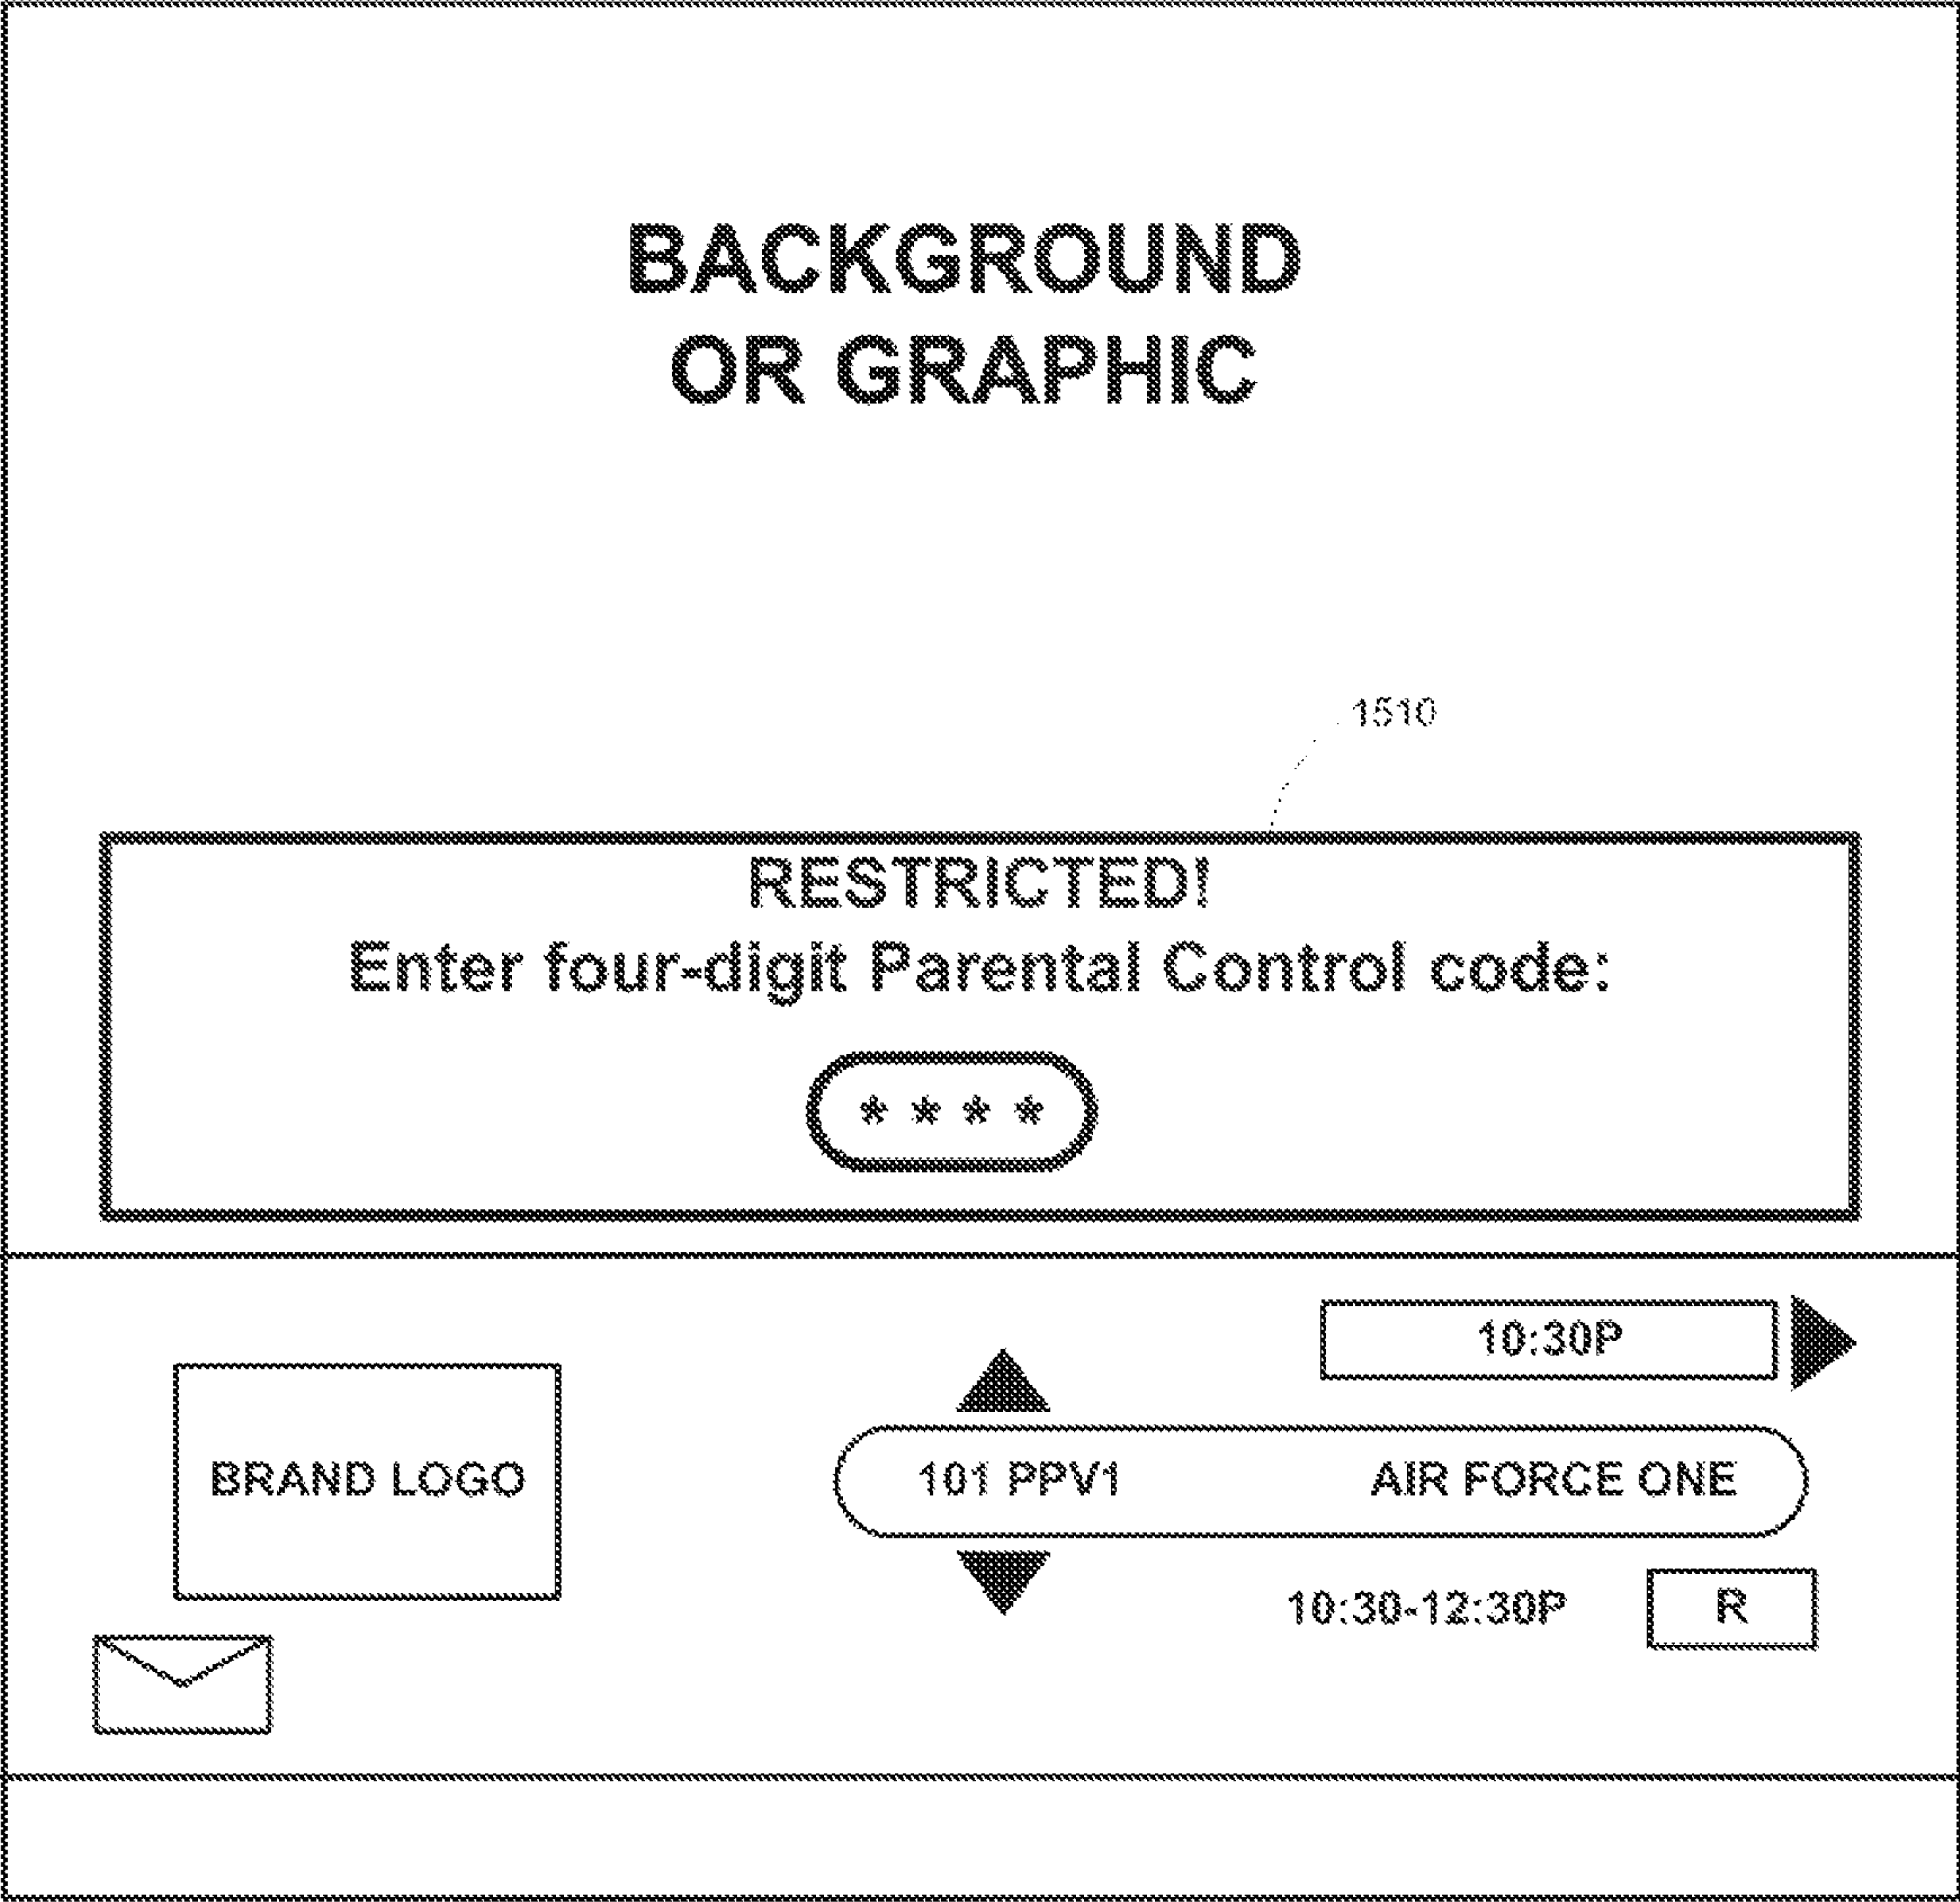 BACKGROUND
OR GRAPHIC
1510
RESTRICTED!
Enter four-digit Parental Control code:
* * * *
10:30P
BRAND LOGO
101 PPV1 AIR FORCE ONE
10:30-12:30P R